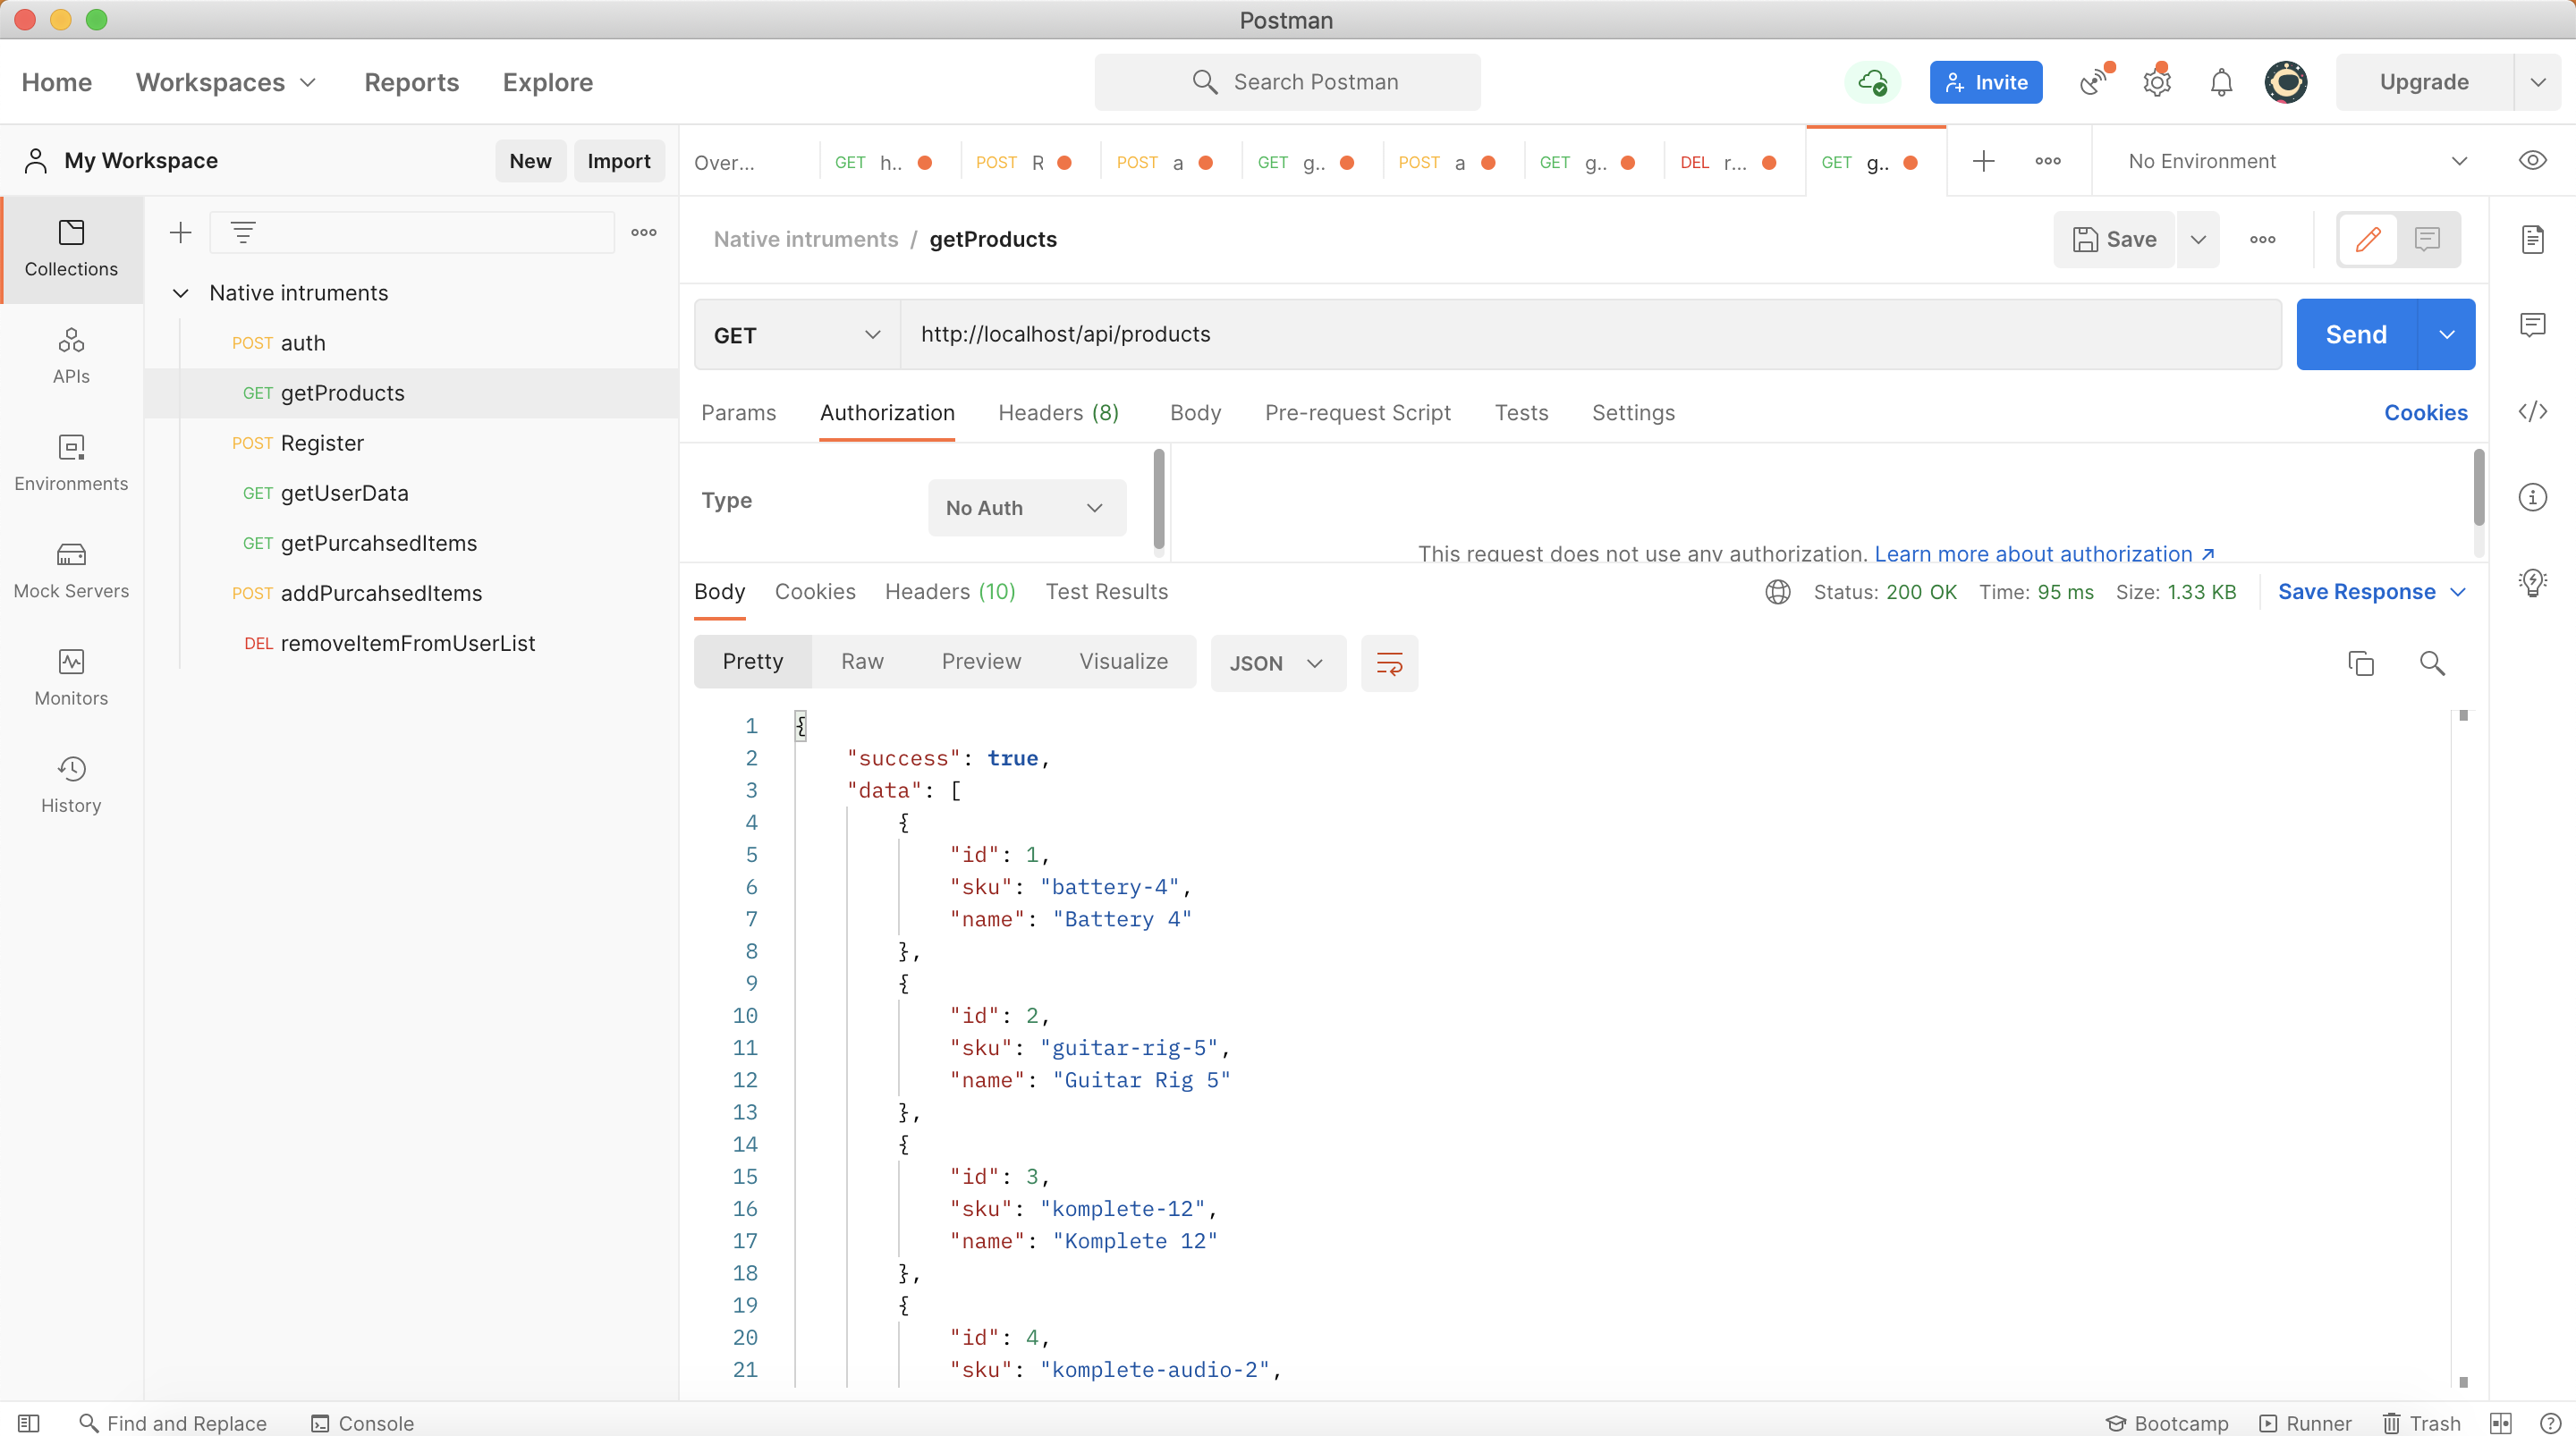 Postman
Home Workspaces Reports Explore Search Postman Invite Upgrade
My Workspace New Import
Over... GET h.. POST R POST a GET g.. POST a GET g.. DEL r... GET g.. No Environment
Collections
APIs
Environments
Mock Servers
Monitors
History
Native intruments
POST auth
GET getProducts
POST Register
GET getUserData
GET getPurcahsedItems
POST addPurcahsedItems
DEL removeItemFromUserList
Native intruments / getProducts Save
GET http://localhost/api/products Send
Params Authorization Headers (8) Body Pre-request Script Tests Settings Cookies
Type No Auth
This request does not use any authorization. Learn more about authorization ↗
Body Cookies Headers (10) Test Results Status: 200 OK Time: 95 ms Size: 1.33 KB Save Response
Pretty Raw Preview Visualize JSON
1 {
2 "success": true,
3 "data": [
4 {
5 "id": 1,
6 "sku": "battery-4",
7 "name": "Battery 4"
8 },
9 {
10 "id": 2,
11 "sku": "guitar-rig-5",
12 "name": "Guitar Rig 5"
13 },
14 {
15 "id": 3,
16 "sku": "komplete-12",
17 "name": "Komplete 12"
18 },
19 {
20 "id": 4,
21 "sku": "komplete-audio-2",
Find and Replace Console Bootcamp Runner Trash